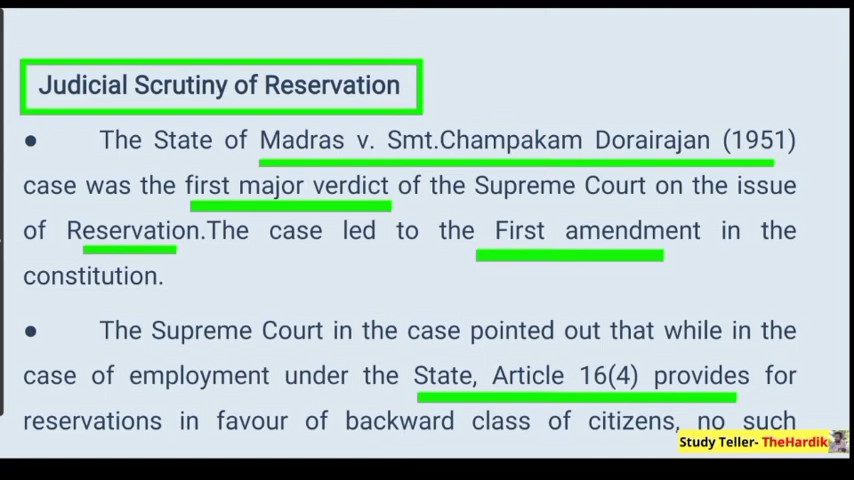 Judicial Scrutiny of Reservation
● The State of Madras v. Smt.Champakam Dorairajan (1951)
case was the first major verdict of the Supreme Court on the issue
of Reservation.The case led to the First amendment in the
constitution.
● The Supreme Court in the case pointed out that while in the
case of employment under the State, Article 16(4) provides for
reservations in favour of backward class of citizens, no such
Study Teller- TheHardik